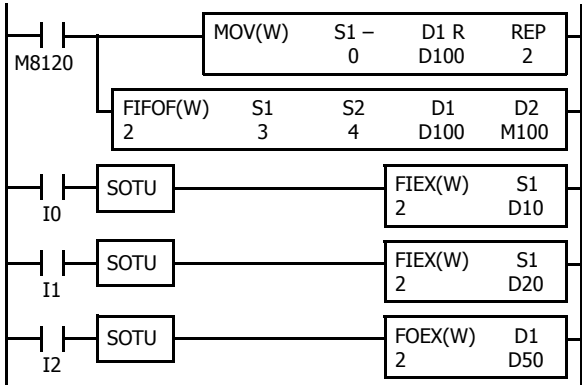 MOV(W) S1 – D1 R REP
0 D100 2
M8120
FIFOF(W) S1 S2 D1 D2
2 3 4 D100 M100
SOTU FIEX(W) S1
2 D10
I0
SOTU FIEX(W) S1
2 D20
I1
SOTU FOEX(W) D1
2 D50
I2